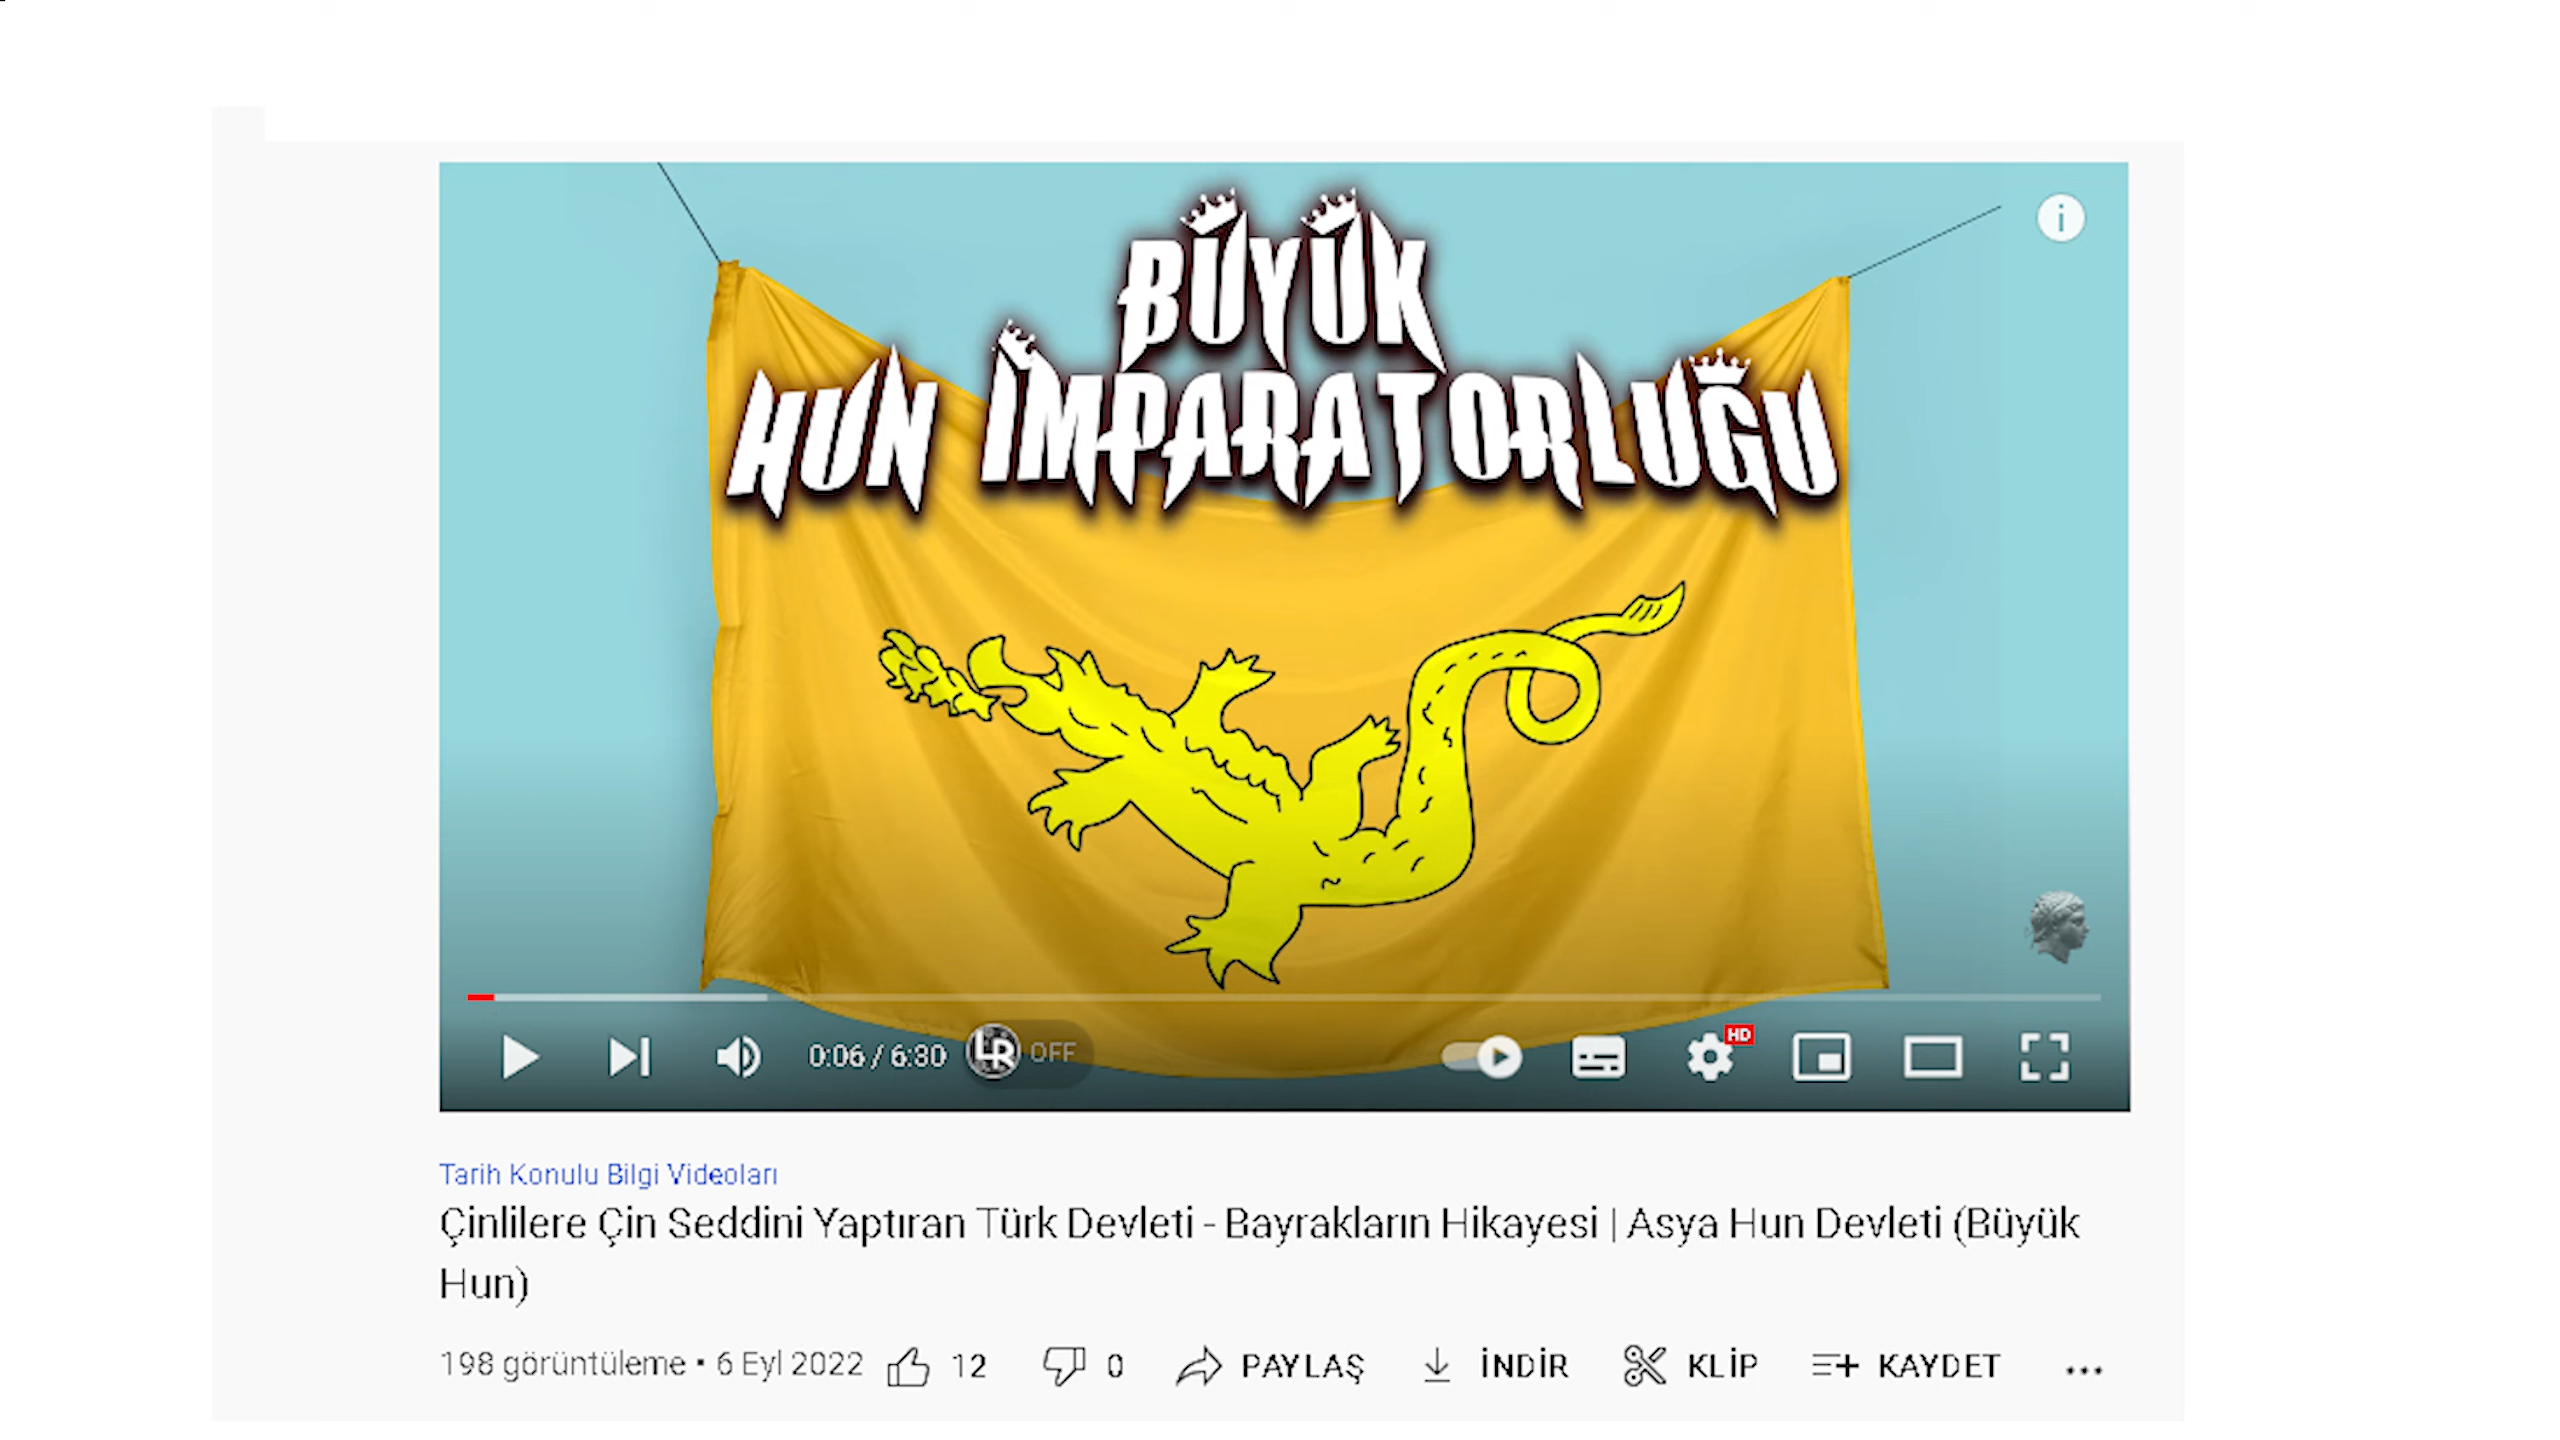 BÜYÜK
HUN İMPARATORLUĞU
i
HD
0:06 / 6:30
LR OFF
Tarih Konulu Bilgi Videoları
Çinlilere Çin Seddini Yaptıran Türk Devleti - Bayrakların Hikayesi | Asya Hun Devleti (Büyük
Hun)
198 görüntüleme • 6 Eyl 2022 12 0 PAYLAŞ İNDİR KLİP KAYDET ...